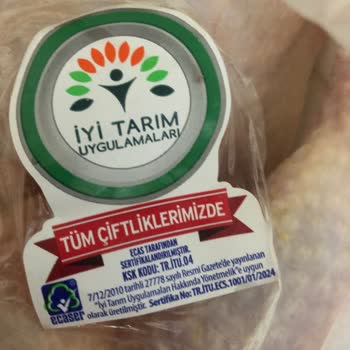 İYİ TARIM
UYGULAMALARI
TÜM ÇİFTLİKLERİMİZDE
ECAS TARAFINDAN
SERTİFİKALANDIRILMIŞTIR.
KSK KODU: TR.İTU.04
7/12/2010 tarihli 27778 sayılı Resmi Gazete'de yayınlanan
"İyi Tarım Uygulamaları Hakkında Yönetmelik"e uygun
olarak üretilmiştir. Sertifika No: TR.İTU.ECS.1001/01/2024
ecaser